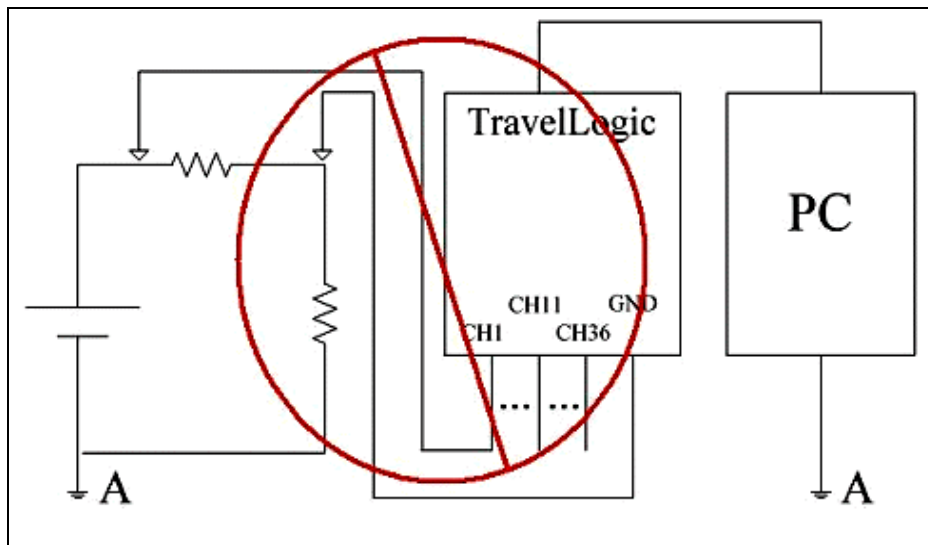 TravelLogic
PC
CH11
GND
CH1
CH36
... ...
A
A